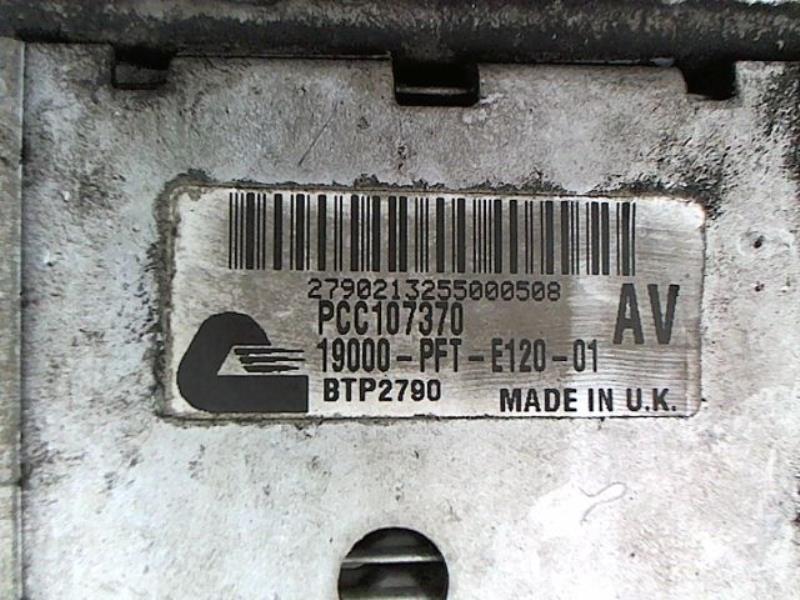 2790213255000508
PCC107370
AV
19000-PFT-E120-01
BTP2790
MADE IN U.K.